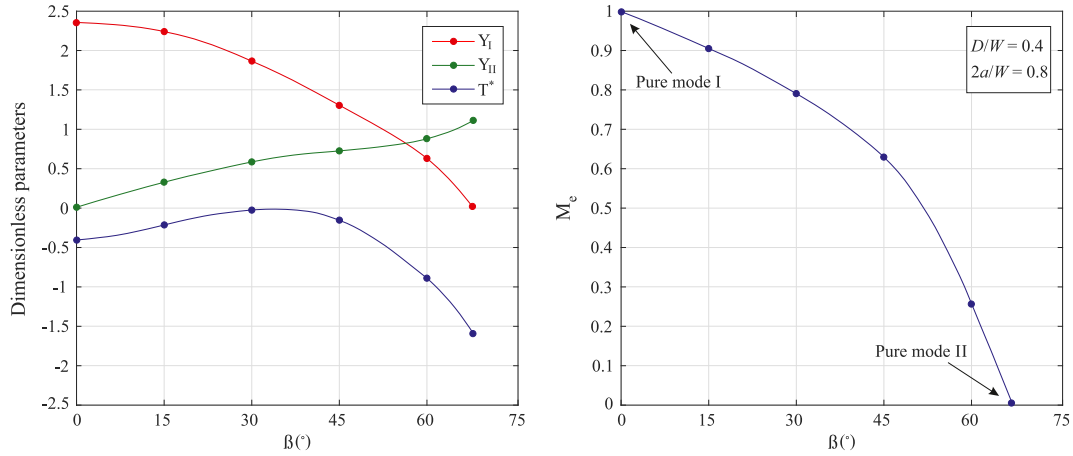 Dimensionless parameters
2.5
2
1.5
1
0.5
0
-0.5
-1
-1.5
-2
-2.5
0 15 30 45 60 75
ß(°)
Y_I
Y_II
T*
M_e
1
0.9
0.8
0.7
0.6
0.5
0.4
0.3
0.2
0.1
0
0 15 30 45 60 75
ß(°)
Pure mode I
D/W = 0.4
2a/W = 0.8
Pure mode II